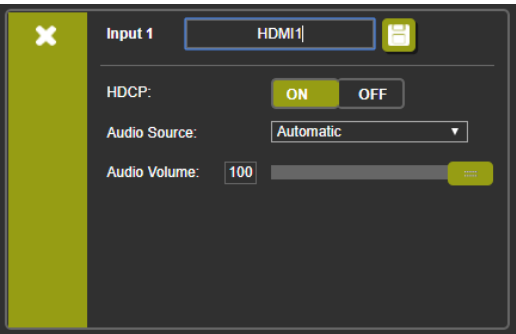 Input 1 HDMI1
HDCP: ON OFF
Audio Source: Automatic
Audio Volume: 100